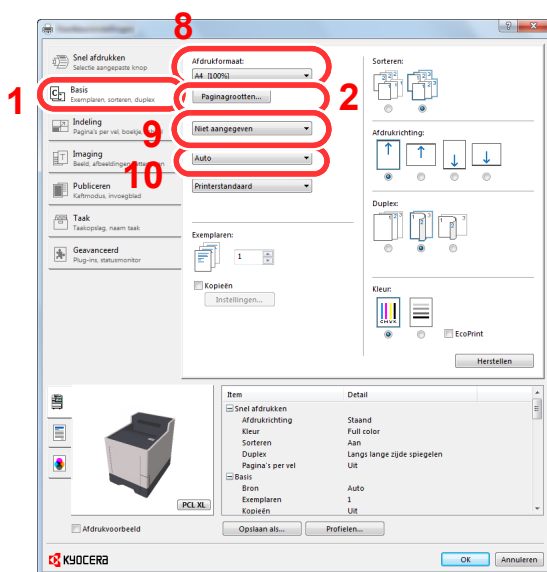 8
Snel afdrukken
Selectie aangepaste knop
1
Basis
Exemplaren, sorteren, duplex
Indeling
Pagina's per vel, boekje,
Imaging
Beeld, afbeeldingen,
Publiceren
Kaftmodus, invoegblad
Taak
Taakopslag, naam taak
Geavanceerd
Plug-ins, statusmonitor
Afdrukformaat:
A4 [100%]
Paginagrootten...
2
9
Niet aangegeven
10
Auto
Printerstandaard
Exemplaren:
1
Kopieën
Instellingen...
Sorteren:
Afdrukrichting:
Duplex:
Kleur:
CMYK
EcoPrint
Herstellen
Item Detail
Snel afdrukken
Afdrukrichting Staand
Kleur Full color
Sorteren Aan
Duplex Langs lange zijde spiegelen
Pagina's per vel Uit
Basis
Bron Auto
Exemplaren 1
Kopieën Uit
PCL XL
Afdrukvoorbeeld
Opslaan als...
Profielen...
KYOCERA
OK
Annuleren